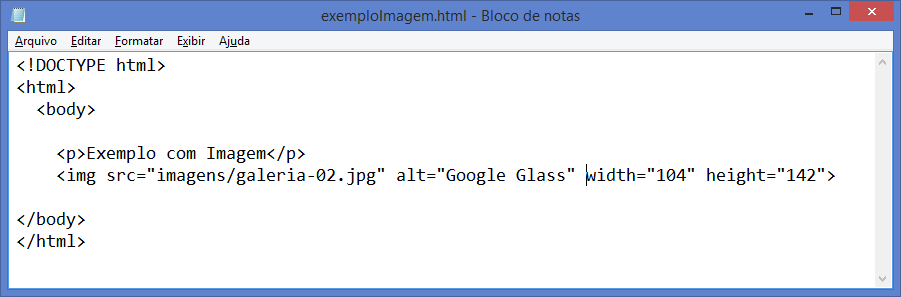 exemploImagem.html - Bloco de notas
Arquivo Editar Formatar Exibir Ajuda
<!DOCTYPE html>
<html>
  <body>

    <p>Exemplo com Imagem</p>
    <img src="imagens/galeria-02.jpg" alt="Google Glass" width="104" height="142">

</body>
</html>